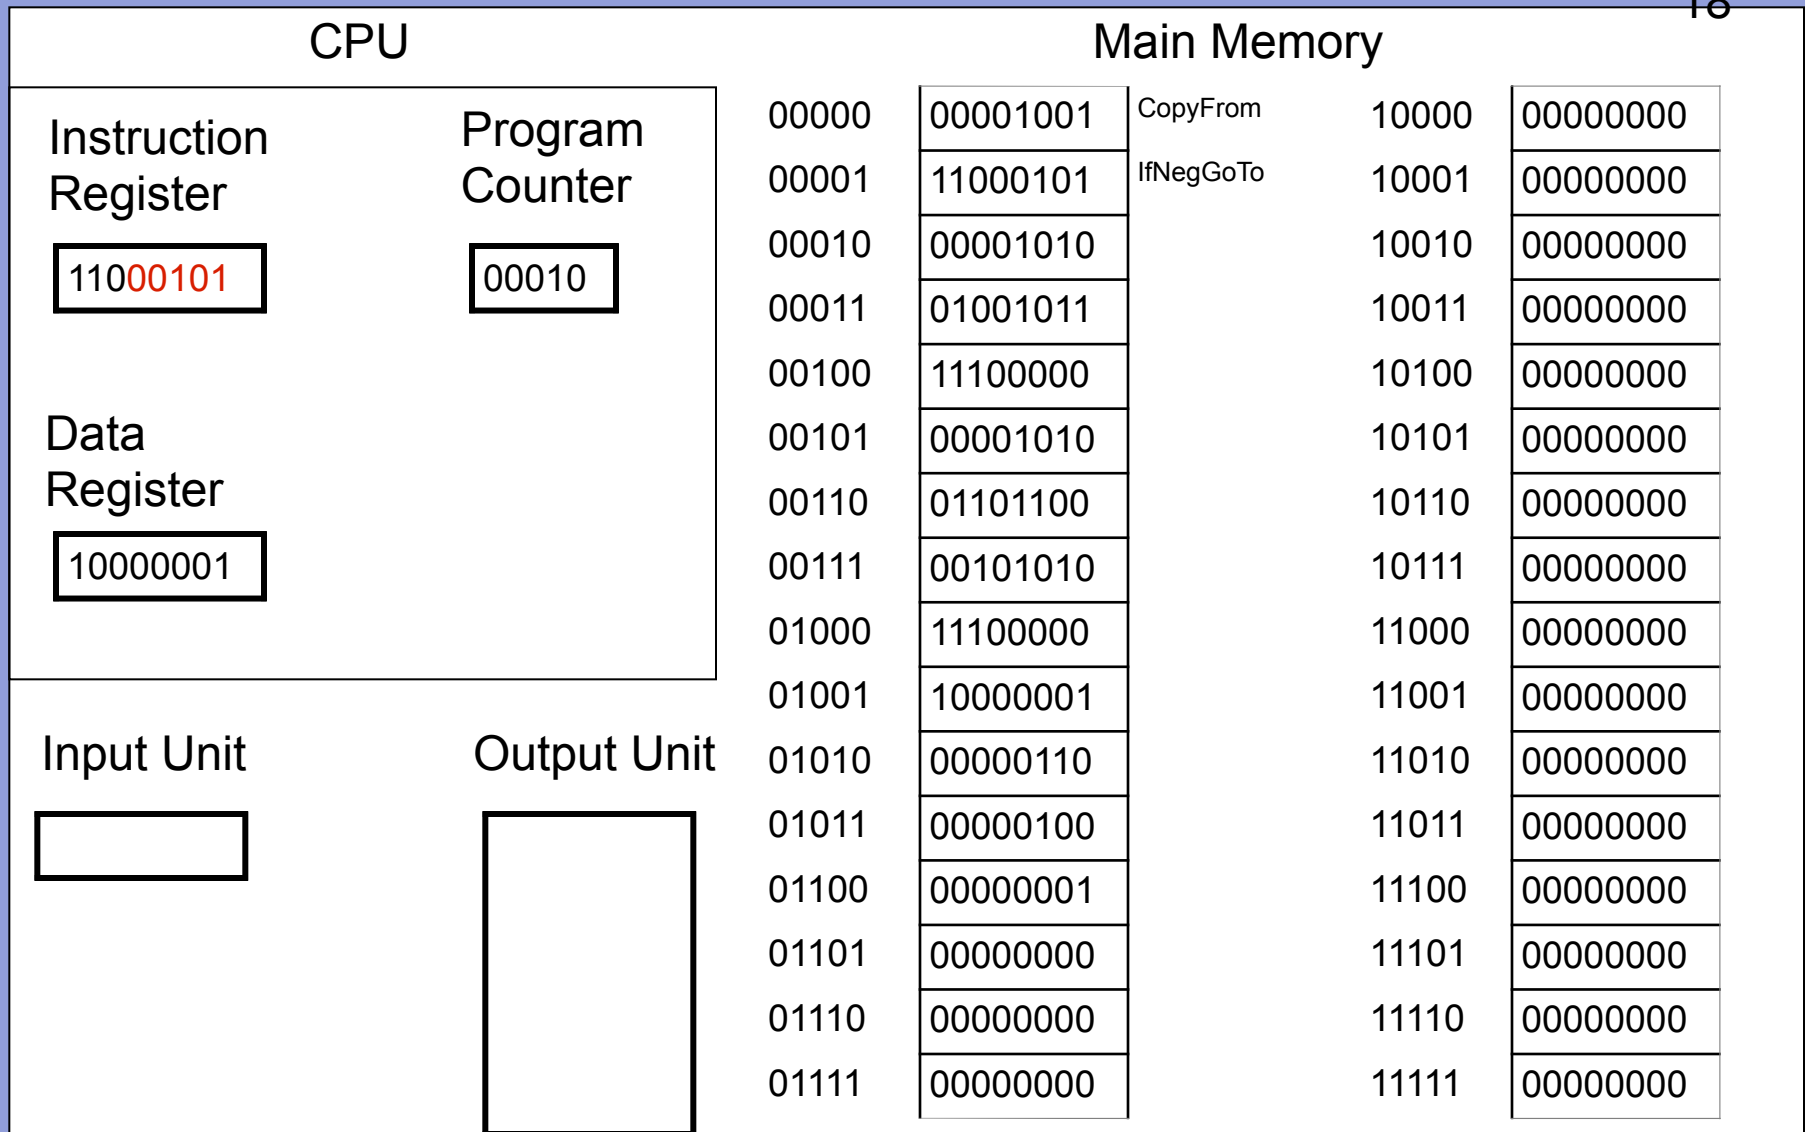 18
CPU
Main Memory
Instruction
Register
Program
Counter
11000101
00010
Data
Register
10000001
Input Unit
Output Unit
00000 00001001 CopyFrom 10000 00000000
00001 11000101 IfNegGoTo 10001 00000000
00010 00001010 10010 00000000
00011 01001011 10011 00000000
00100 11100000 10100 00000000
00101 00001010 10101 00000000
00110 01101100 10110 00000000
00111 00101010 10111 00000000
01000 11100000 11000 00000000
01001 10000001 11001 00000000
01010 00000110 11010 00000000
01011 00000100 11011 00000000
01100 00000001 11100 00000000
01101 00000000 11101 00000000
01110 00000000 11110 00000000
01111 00000000 11111 00000000